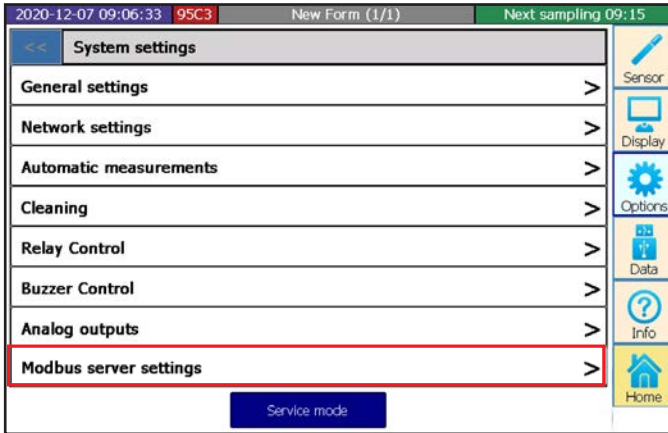 2020-12-07 09:06:33 95C3 New Form (1/1) Next sampling 09:15
<< System settings
General settings >
Network settings >
Automatic measurements >
Cleaning >
Relay Control >
Buzzer Control >
Analog outputs >
Modbus server settings >
Service mode
Sensor
Display
Options
Data
Info
Home